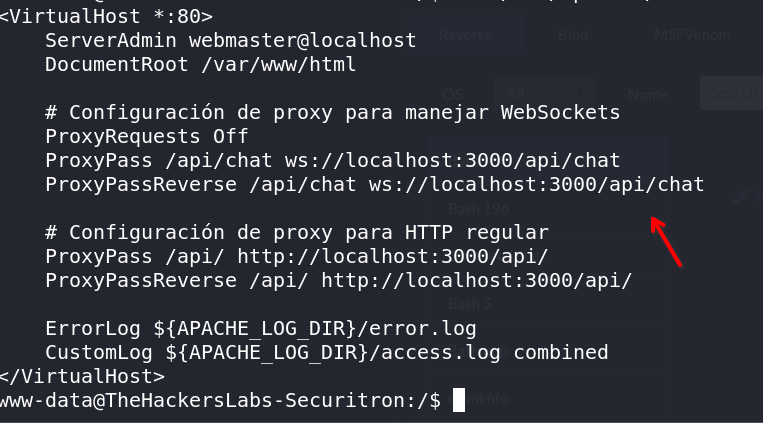 Reverse Bind MSFVenom
<VirtualHost *:80>
ServerAdmin webmaster@localhost
DocumentRoot /var/www/html
OS All Name Search
# Configuración de proxy para manejar WebSockets
ProxyRequests Off
ProxyPass /api/chat ws://localhost:3000/api/chat
ProxyPassReverse /api/chat ws://localhost:3000/api/chat
Bash 196
# Configuración de proxy para HTTP regular
ProxyPass /api/ http://localhost:3000/api/
ProxyPassReverse /api/ http://localhost:3000/api/
Bash 5
ErrorLog ${APACHE_LOG_DIR}/error.log
CustomLog ${APACHE_LOG_DIR}/access.log combined
</VirtualHost>
www-data@TheHackersLabs-Securitron:/$